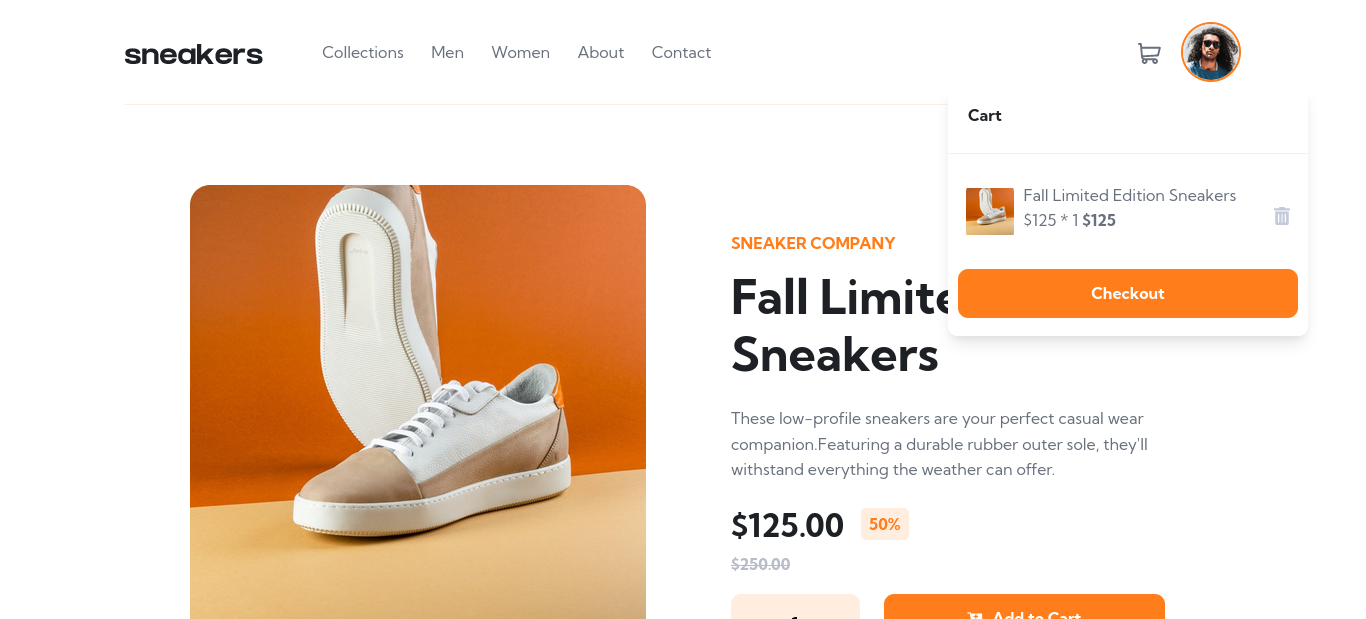 sneakers
Collections
Men
Women
About
Contact
Cart
Fall Limited Edition Sneakers
$125 * 1 $125
Checkout
SNEAKER COMPANY
Fall Limite
Sneakers
These low-profile sneakers are your perfect casual wear
companion.Featuring a durable rubber outer sole, they'll
withstand everything the weather can offer.
$125.00
50%
$250.00
1
Add to Cart